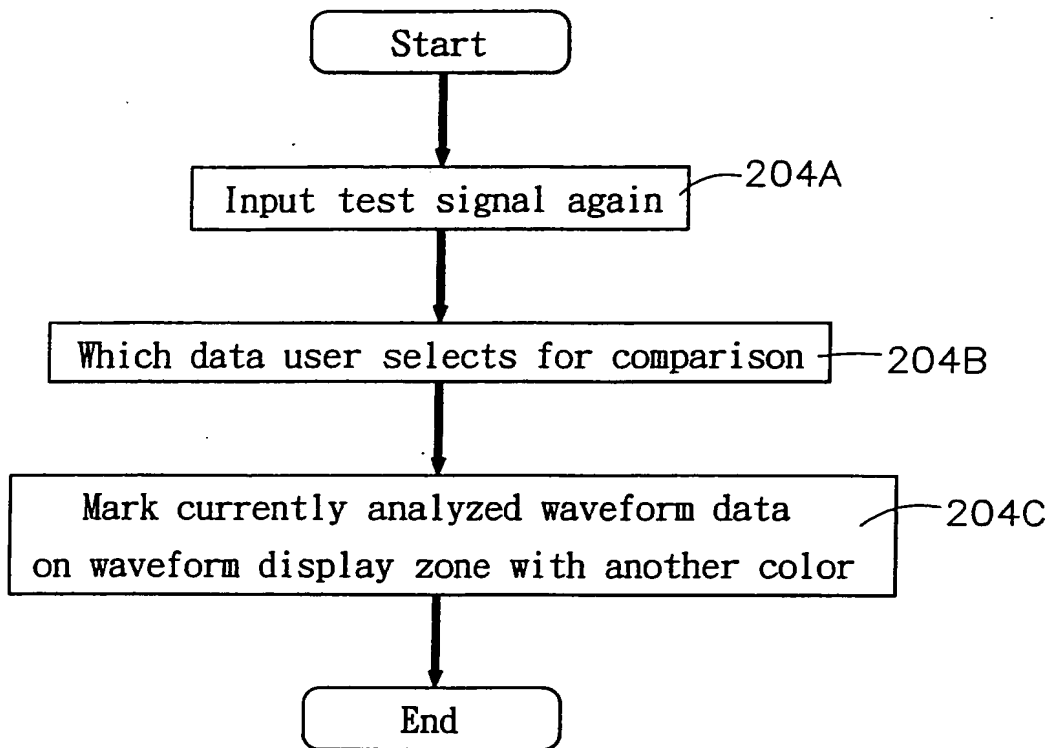 Start
Input test signal again
204A
Which data user selects for comparison
204B
Mark currently analyzed waveform data
on waveform display zone with another color
204C
End